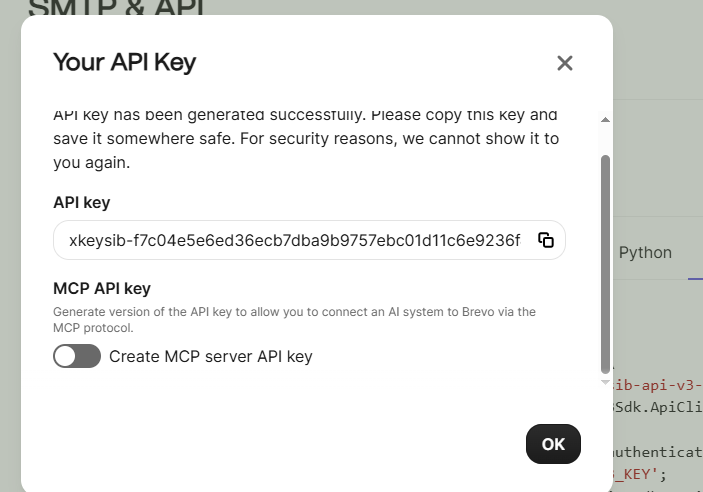 SMTP & API
Your API Key
API key has been generated successfully. Please copy this key and
save it somewhere safe. For security reasons, we cannot show it to
you again.
API key
xkeysib-f7c04e5e6ed36ecb7dba9b9757ebc01d11c6e9236f
MCP API key
Generate version of the API key to allow you to connect an AI system to Brevo via the
MCP protocol.
Create MCP server API key
OK
Python
ib-api-v3-
Sdk.ApiCli
uthenticat
_KEY';